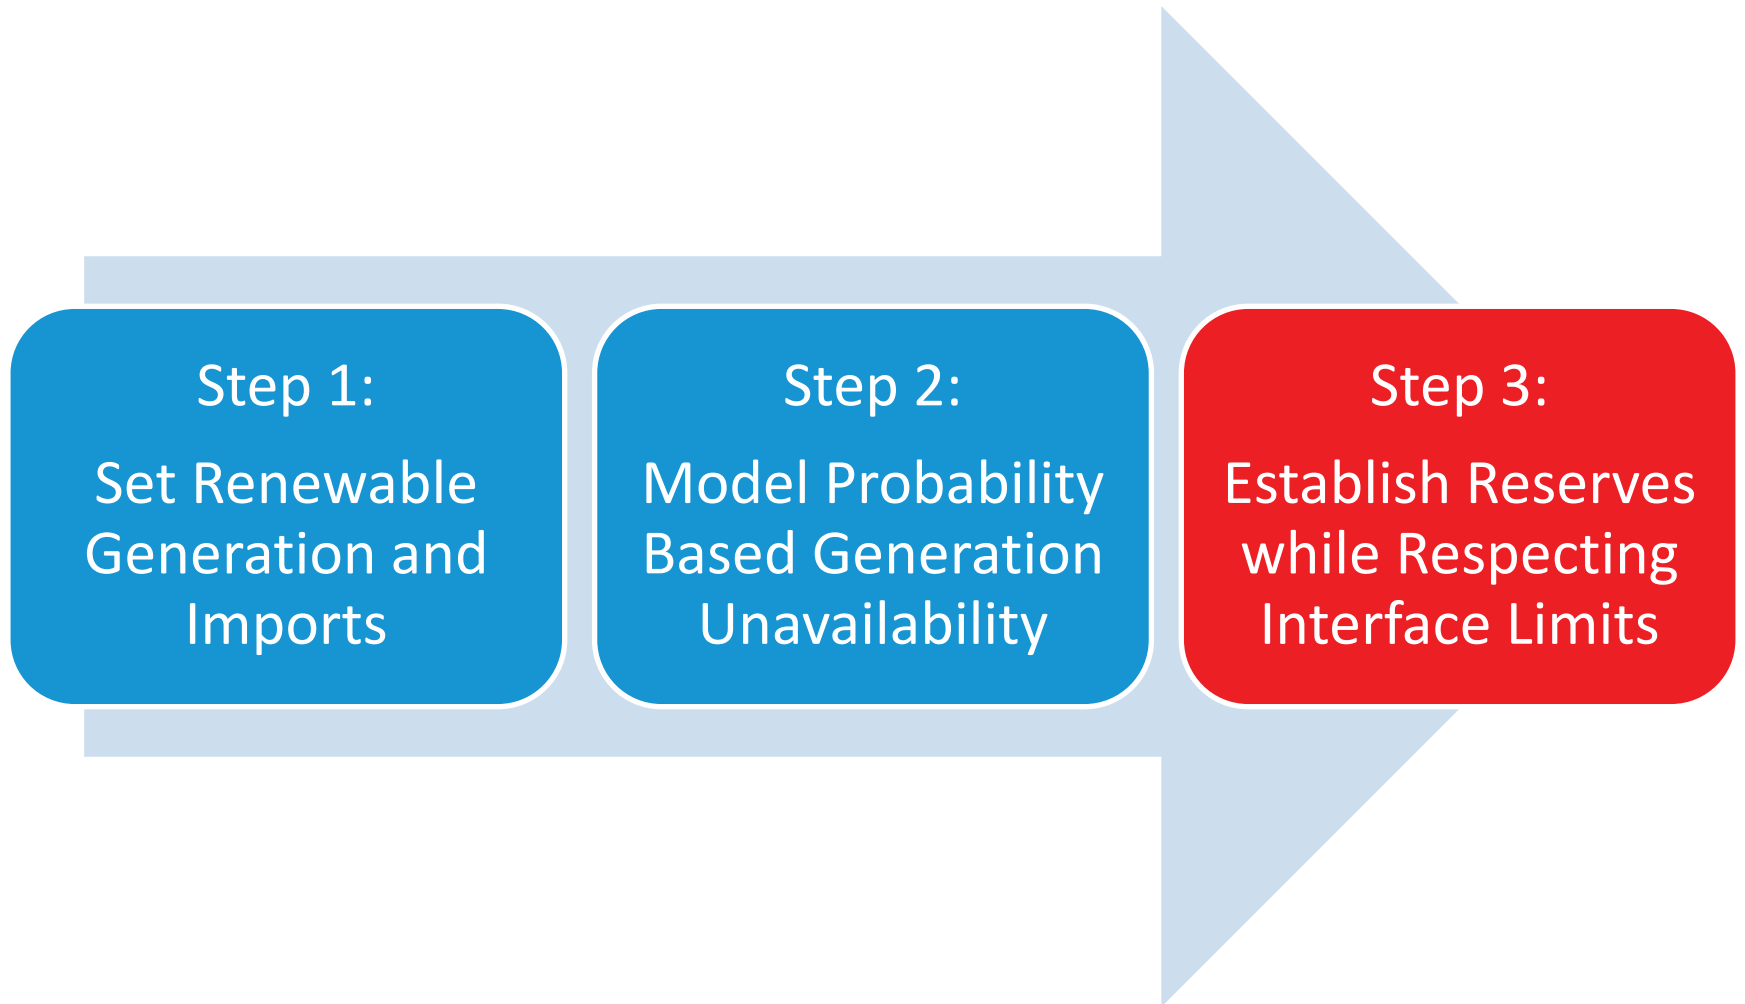 Step 1:
Set Renewable
Generation and
Imports
Step 2:
Model Probability
Based Generation
Unavailability
Step 3:
Establish Reserves
while Respecting
Interface Limits